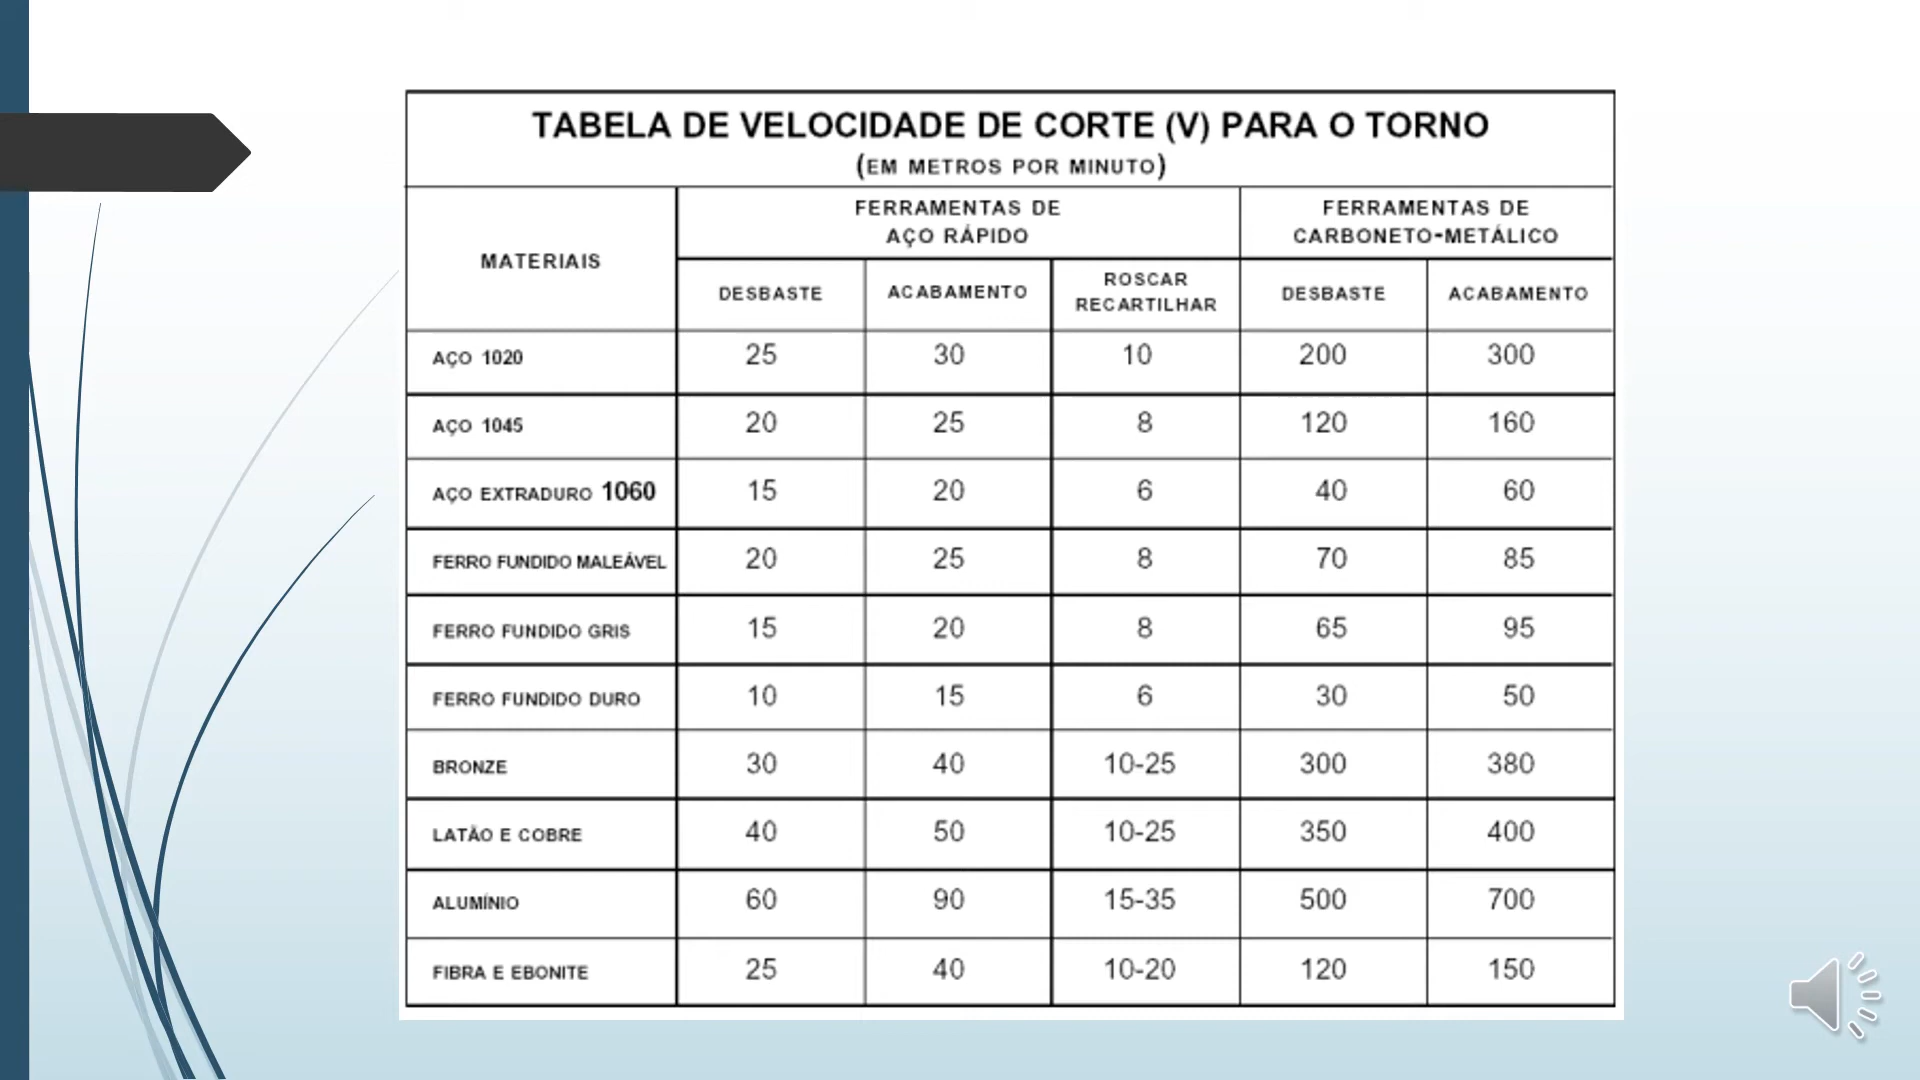 TABELA DE VELOCIDADE DE CORTE (V) PARA O TORNO
(EM METROS POR MINUTO)
MATERIAIS
FERRAMENTAS DE
AÇO RÁPIDO
FERRAMENTAS DE
CARBONETO-METÁLICO
DESBASTE
ACABAMENTO
ROSCAR
RECARTILHAR
DESBASTE
ACABAMENTO
AÇO 1020 25 30 10 200 300
AÇO 1045 20 25 8 120 160
AÇO EXTRADURO 1060 15 20 6 40 60
FERRO FUNDIDO MALEÁVEL 20 25 8 70 85
FERRO FUNDIDO GRIS 15 20 8 65 95
FERRO FUNDIDO DURO 10 15 6 30 50
BRONZE 30 40 10-25 300 380
LATÃO E COBRE 40 50 10-25 350 400
ALUMÍNIO 60 90 15-35 500 700
FIBRA E EBONITE 25 40 10-20 120 150